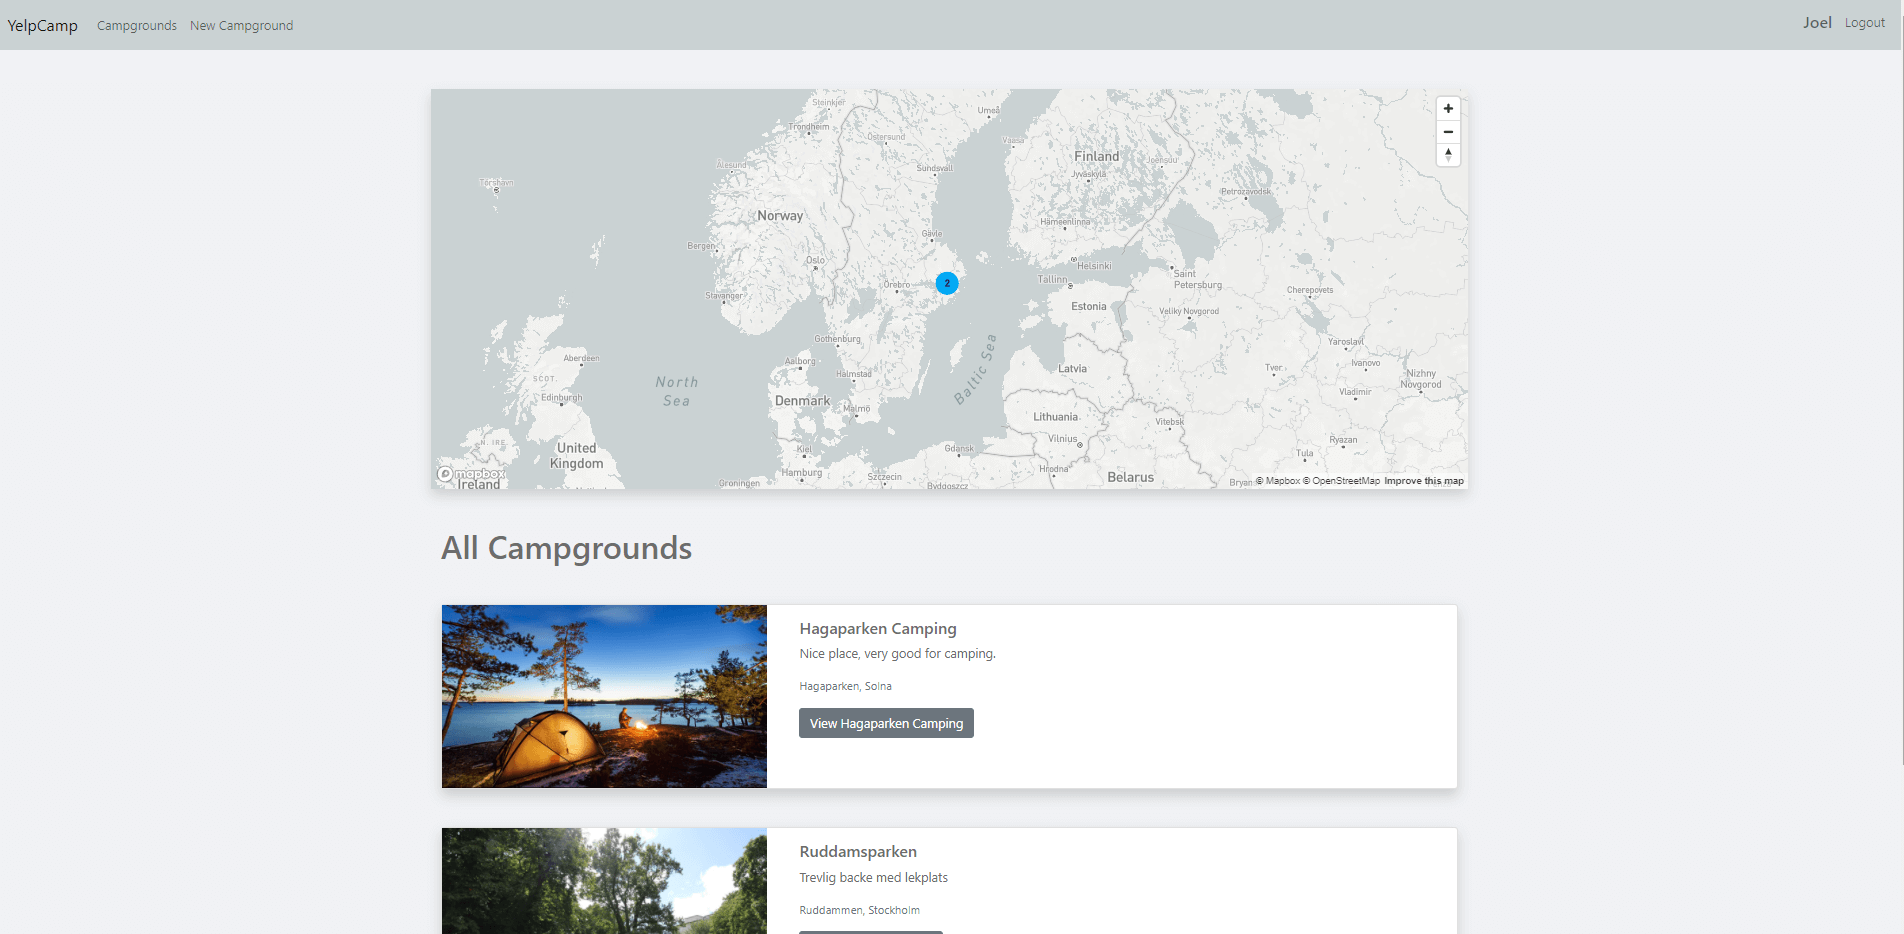 YelpCamp Campgrounds New Campground Joel Logout
Steinkjer
Umeå
Trondheim
Östersund
Vaasa
Finland
Joensuu
Ålesund
Sundsvall
Jyväskylä
Tórshavn
Petrozavodsk
Norway
Hämeenlinna
Gävle
Bergen
Oslo
Helsinki
Saint
Petersburg
Tallinn
Örebro
2
Cherepovets
Stavanger
Estonia
Veliky Novgorod
Gothenburg
Yaroslavl
Baltic Sea
Aberdeen
Aalborg
Ivanovo
Halmstad
Latvia
Tver
Nizhny
Novgorod
SCOT.
North
Sea
Vladimir
Edinburgh
Denmark
Malmö
Lithuania
Vitebsk
N. IRE.
Vilnius
Ryazan
United
Kingdom
Kiel
Gdansk
Tula
Hamburg
Hrodna
Szczecin
Belarus
mapbox
Ireland
Groningen
Bydgoszcz
Bryan
© Mapbox © OpenStreetMap Improve this map
All Campgrounds
Hagaparken Camping
Nice place, very good for camping.
Hagaparken, Solna
View Hagaparken Camping
Ruddamsparken
Trevlig backe med lekplats
Ruddammen, Stockholm